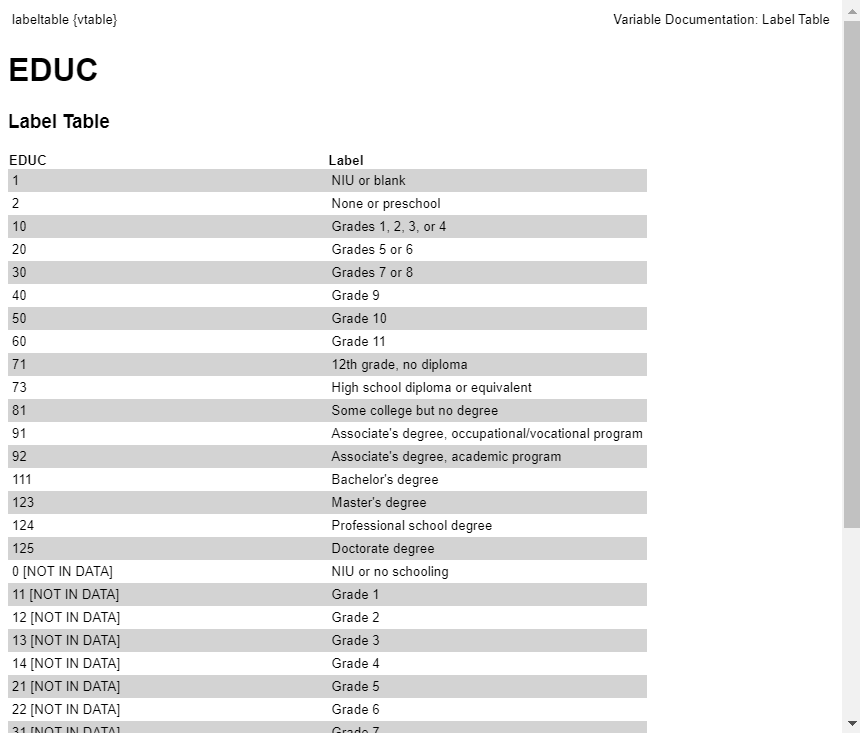 labeltable {vtable} Variable Documentation: Label Table
EDUC
Label Table
EDUC Label
1 NIU or blank
2 None or preschool
10 Grades 1, 2, 3, or 4
20 Grades 5 or 6
30 Grades 7 or 8
40 Grade 9
50 Grade 10
60 Grade 11
71 12th grade, no diploma
73 High school diploma or equivalent
81 Some college but no degree
91 Associate's degree, occupational/vocational program
92 Associate's degree, academic program
111 Bachelor's degree
123 Master's degree
124 Professional school degree
125 Doctorate degree
0 [NOT IN DATA] NIU or no schooling
11 [NOT IN DATA] Grade 1
12 [NOT IN DATA] Grade 2
13 [NOT IN DATA] Grade 3
14 [NOT IN DATA] Grade 4
21 [NOT IN DATA] Grade 5
22 [NOT IN DATA] Grade 6
31 [NOT IN DATA] Grade 7